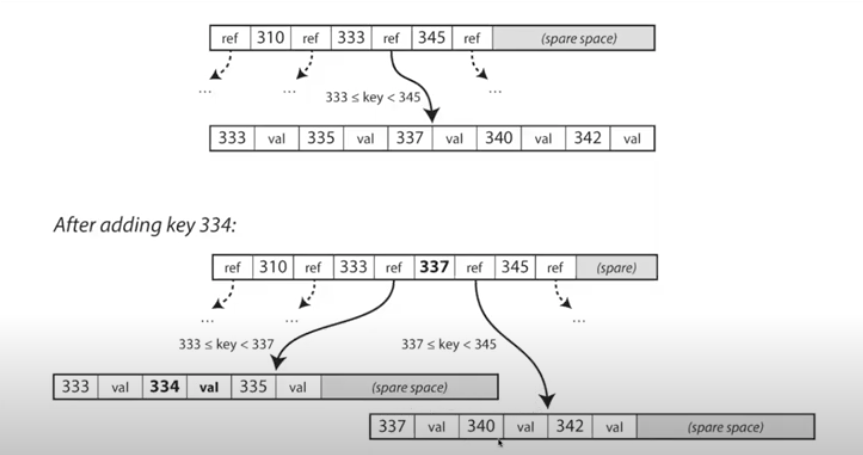 ref 310 ref 333 ref 345 ref (spare space)
... ... ...
333 ≤ key < 345
333 val 335 val 337 val 340 val 342 val
After adding key 334:
ref 310 ref 333 ref 337 ref 345 ref (spare)
... ... ...
333 ≤ key < 337 337 ≤ key < 345
333 val 334 val 335 val (spare space)
337 val 340 val 342 val (spare space)